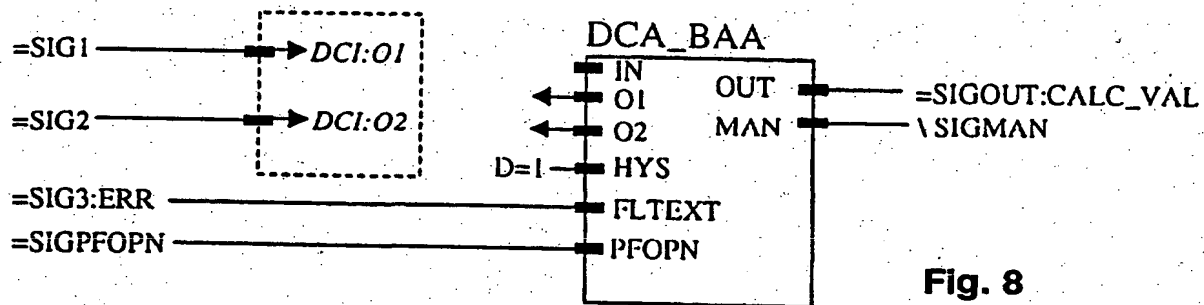 =SIG1
DCI:O1
=SIG2
DCI:O2
DCA_BAA
IN
O1
O2
D=1
HYS
=SIG3:ERR
FLTEXT
=SIGPFOPN
PFOPN
OUT
=SIGOUT:CALC_VAL
MAN
\SIGMAN
Fig. 8